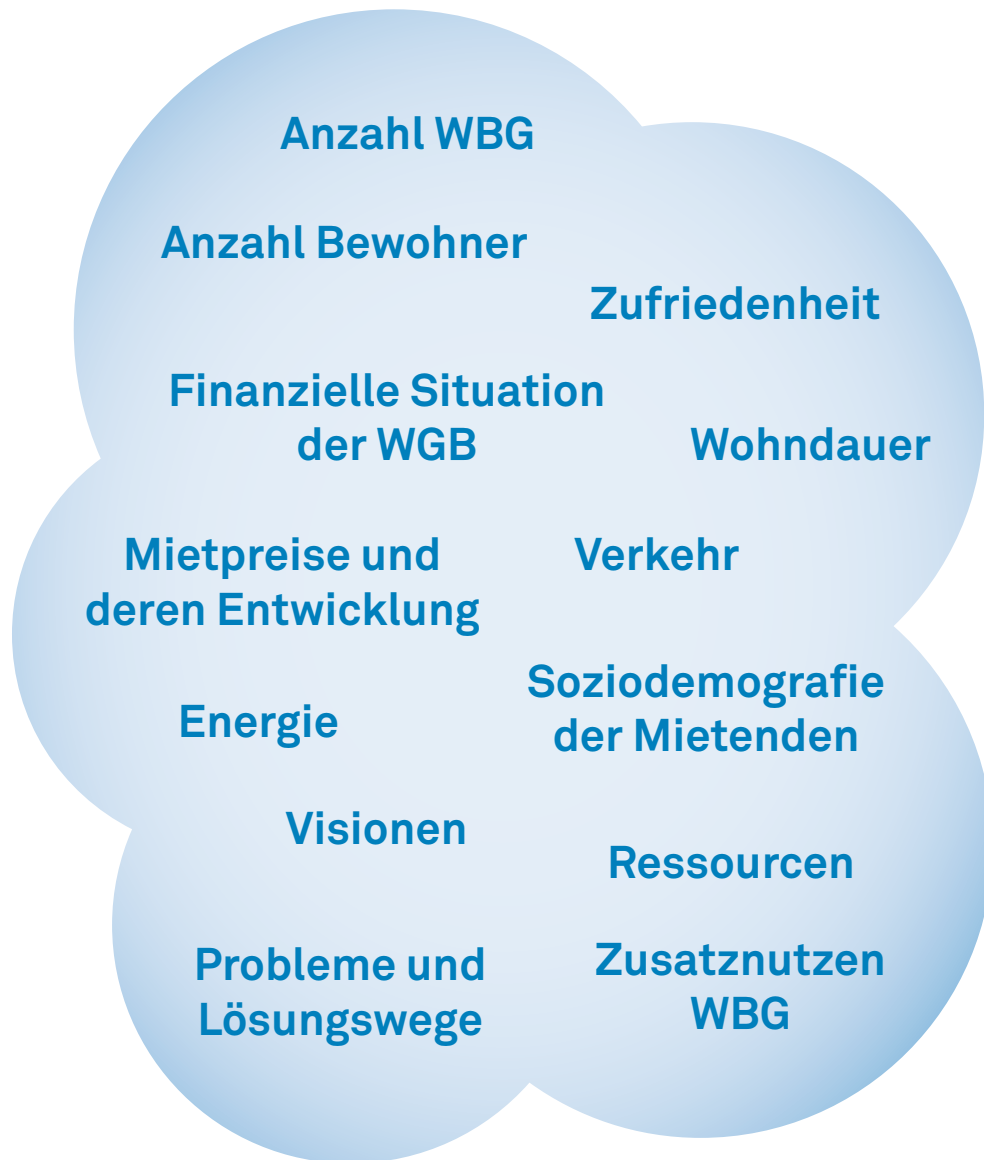 Anzahl WBG
Anzahl Bewohner
Zufriedenheit
Finanzielle Situation
der WGB
Wohndauer
Mietpreise und
deren Entwicklung
Verkehr
Soziodemografie
der Mietenden
Energie
Visionen
Ressourcen
Probleme und
Lösungswege
Zusatznutzen
WBG